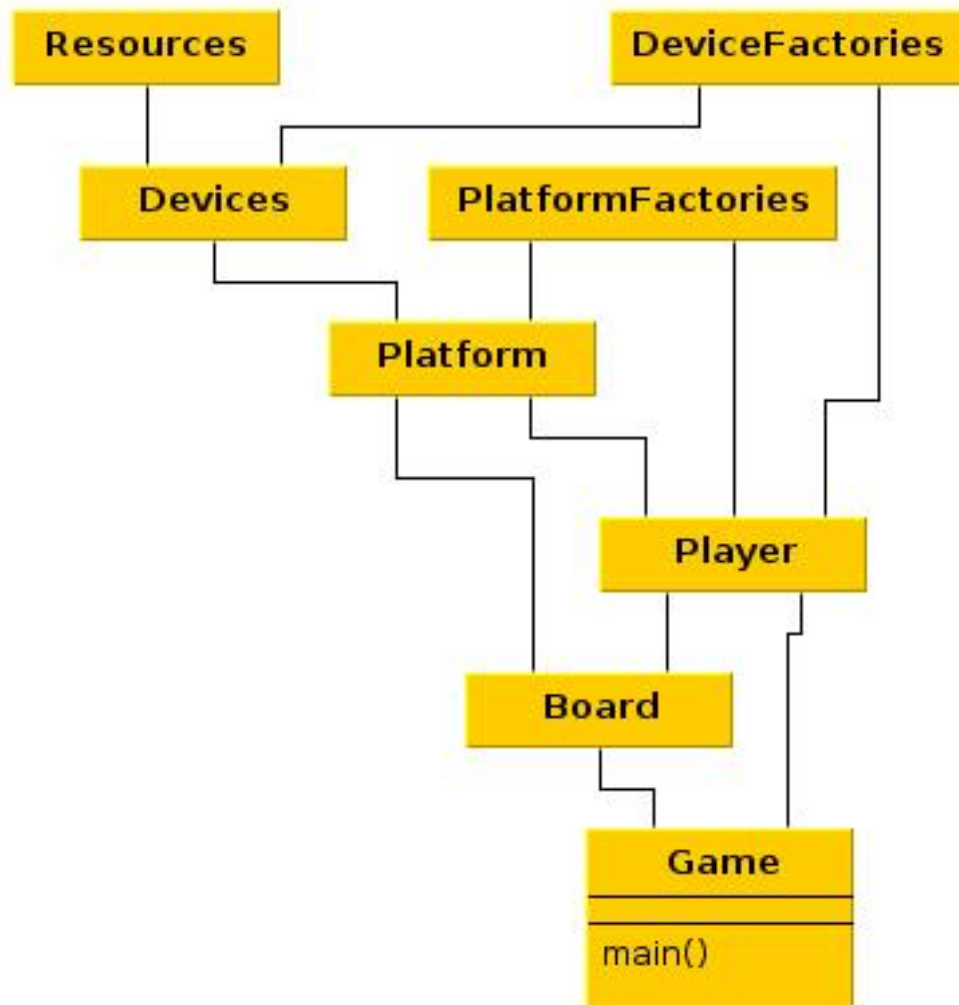 Resources
DeviceFactories
Devices
PlatformFactories
Platform
Player
Board
Game
main()